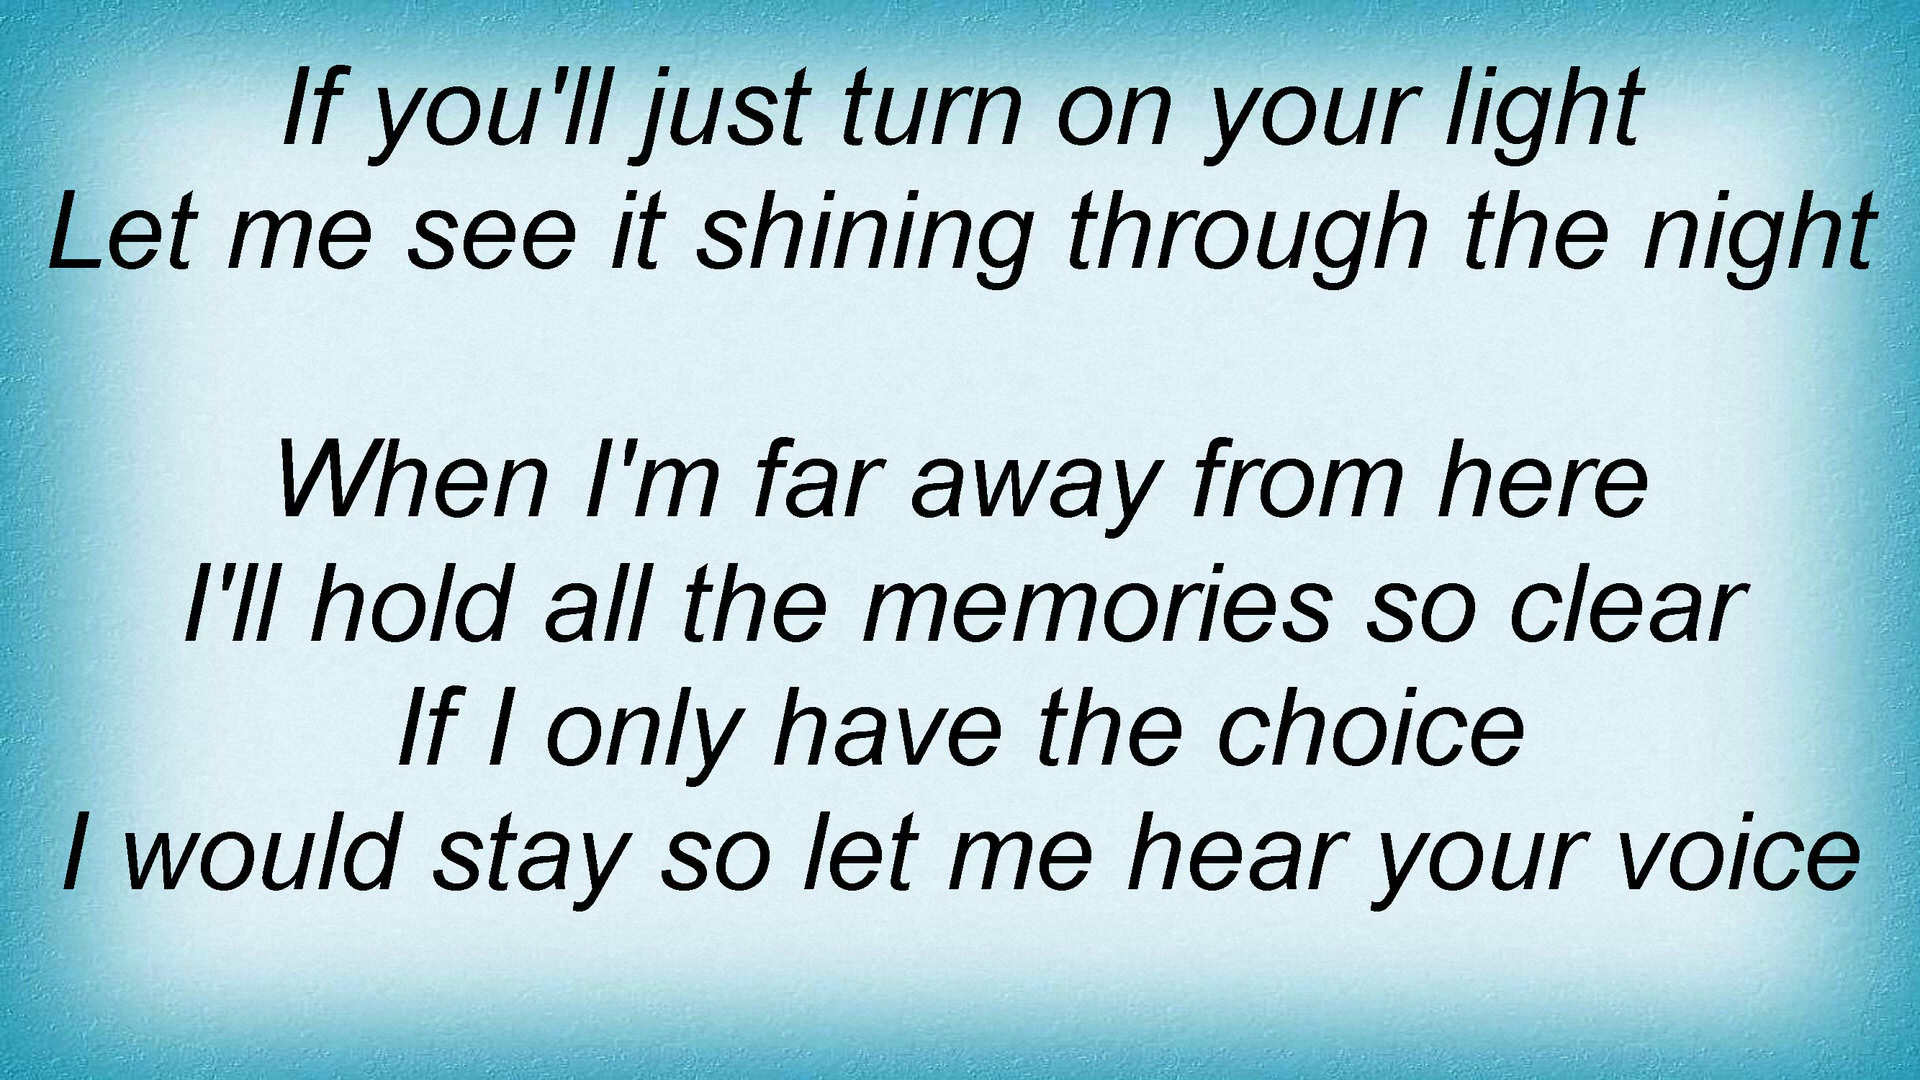 If you'll just turn on your light
Let me see it shining through the night
When I'm far away from here
I'll hold all the memories so clear
If I only have the choice
I would stay so let me hear your voice